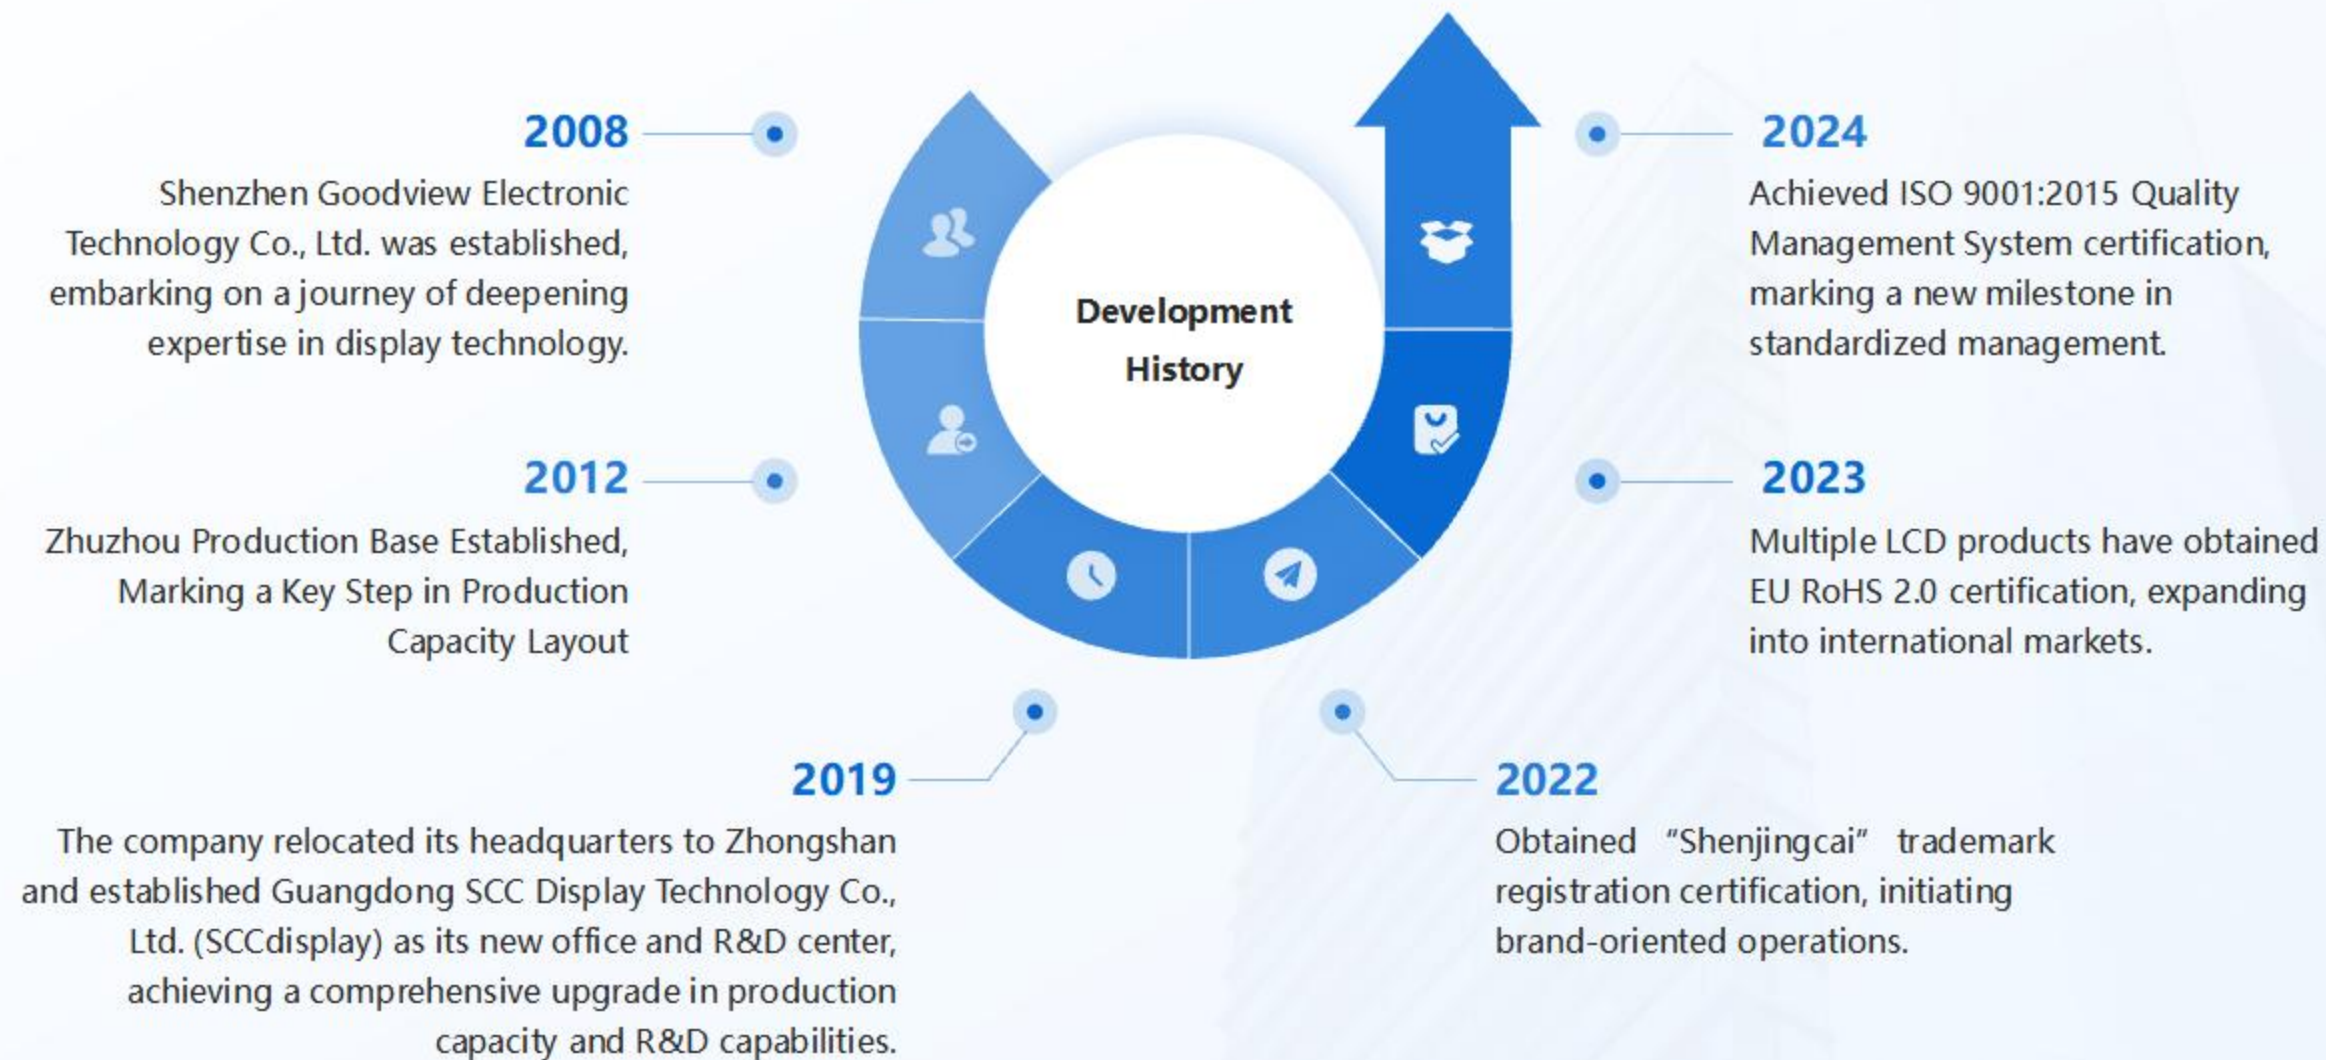 Development
History
2008
Shenzhen Goodview Electronic
Technology Co., Ltd. was established,
embarking on a journey of deepening
expertise in display technology.
2012
Zhuzhou Production Base Established,
Marking a Key Step in Production
Capacity Layout
2019
The company relocated its headquarters to Zhongshan
and established Guangdong SCC Display Technology Co.,
Ltd. (SCCdisplay) as its new office and R&D center,
achieving a comprehensive upgrade in production
capacity and R&D capabilities.
2022
Obtained “Shenjingcai” trademark
registration certification, initiating
brand-oriented operations.
2023
Multiple LCD products have obtained
EU RoHS 2.0 certification, expanding
into international markets.
2024
Achieved ISO 9001:2015 Quality
Management System certification,
marking a new milestone in
standardized management.